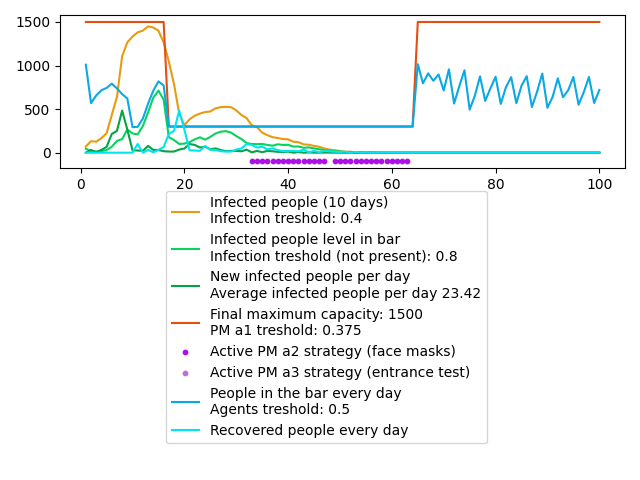 1500
1000
500
0
0 20 40 60 80 100
Infected people (10 days)
Infection treshold: 0.4
Infected people level in bar
Infection treshold (not present): 0.8
New infected people per day
Average infected people per day 23.42
Final maximum capacity: 1500
PM a1 treshold: 0.375
Active PM a2 strategy (face masks)
Active PM a3 strategy (entrance test)
People in the bar every day
Agents treshold: 0.5
Recovered people every day